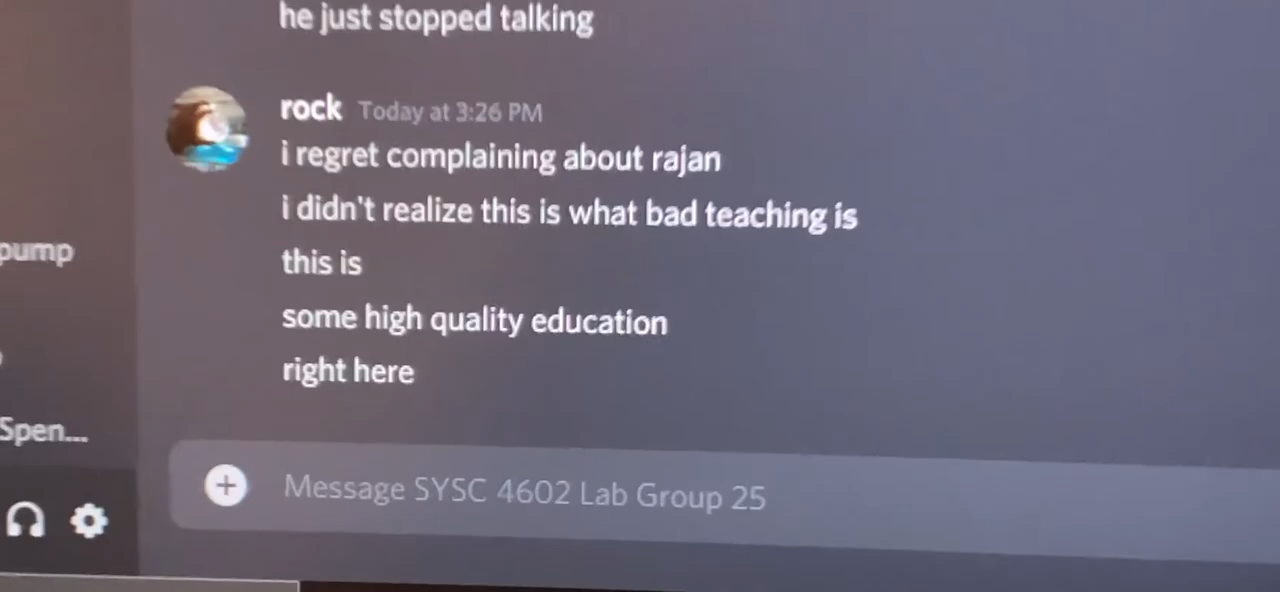 he just stopped talking
rock Today at 3:26 PM
i regret complaining about rajan
i didn't realize this is what bad teaching is
this is
some high quality education
right here
pump
Spen...
Message SYSC 4602 Lab Group 25